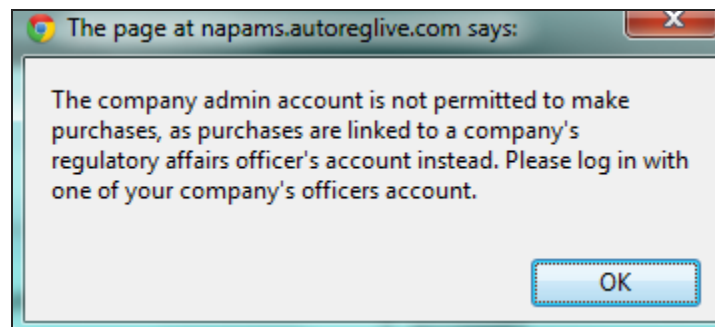 The page at napams.autoreglive.com says:
The company admin account is not permitted to make
purchases, as purchases are linked to a company's
regulatory affairs officer's account instead. Please log in with
one of your company's officers account.
OK